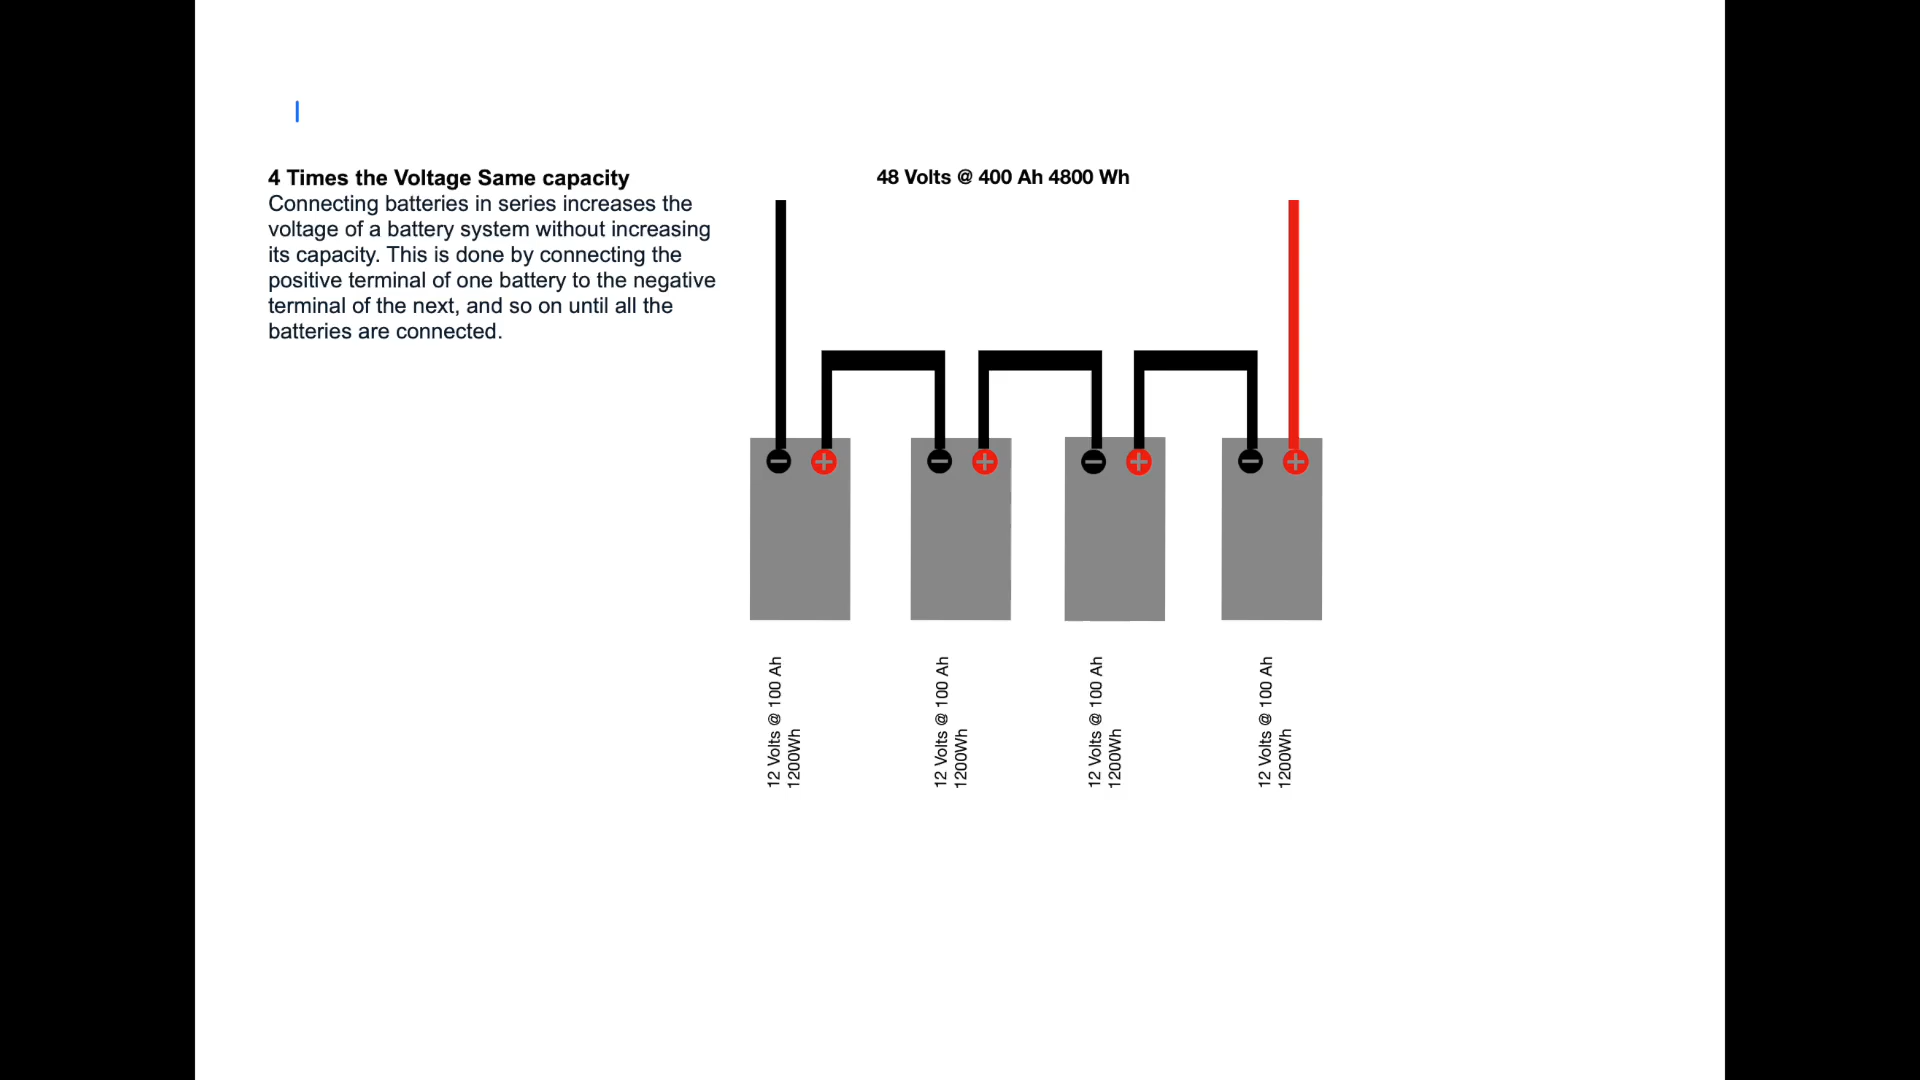 4 Times the Voltage Same capacity
Connecting batteries in series increases the
voltage of a battery system without increasing
its capacity. This is done by connecting the
positive terminal of one battery to the negative
terminal of the next, and so on until all the
batteries are connected.
48 Volts @ 400 Ah 4800 Wh
12 Volts @ 100 Ah
1200Wh
12 Volts @ 100 Ah
1200Wh
12 Volts @ 100 Ah
1200Wh
12 Volts @ 100 Ah
1200Wh